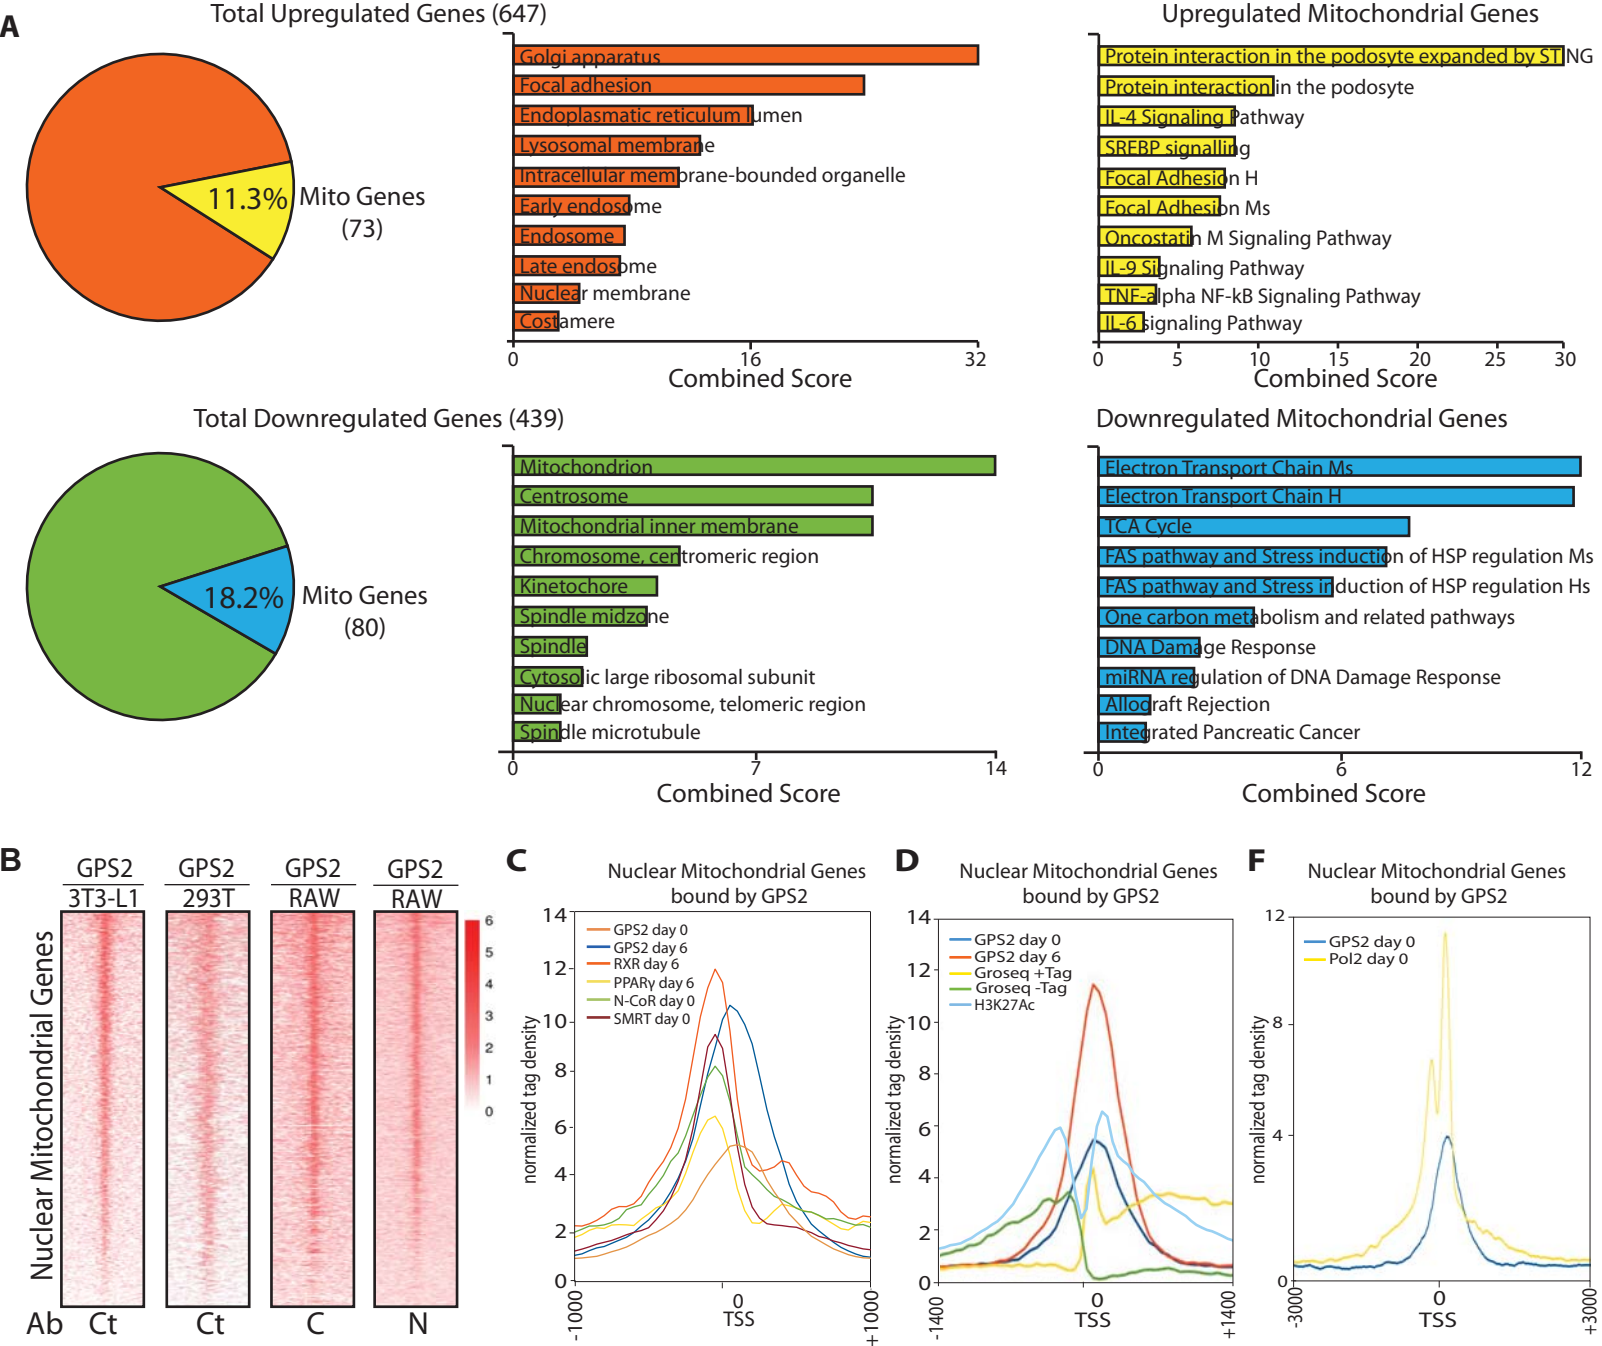 A
Total Upregulated Genes (647)
11.3%
Mito Genes
(73)
Golgi apparatus
Focal adhesion
Endoplasmatic reticulum lumen
Lysosomal membrane
Intracellular membrane-bounded organelle
Early endosome
Endosome
Late endosome
Nuclear membrane
Costamere
0 16 32
Combined Score
Upregulated Mitochondrial Genes
Protein interaction in the podosyte expanded by STING
Protein interaction in the podosyte
IL-4 Signaling Pathway
SREBP signalling
Focal Adhesion H
Focal Adhesion Ms
Oncostatin M Signaling Pathway
IL-9 Signaling Pathway
TNF-alpha NF-kB Signaling Pathway
IL-6 signaling Pathway
0 5 10 15 20 25 30
Combined Score
Total Downregulated Genes (439)
18.2%
Mito Genes
(80)
Mitochondrion
Centrosome
Mitochondrial inner membrane
Chromosome, centromeric region
Kinetochore
Spindle midzone
Spindle
Cytosolic large ribosomal subunit
Nuclear chromosome, telomeric region
Spindle microtubule
0 7 14
Combined Score
Downregulated Mitochondrial Genes
Electron Transport Chain Ms
Electron Transport Chain H
TCA Cycle
FAS pathway and Stress induction of HSP regulation Ms
FAS pathway and Stress induction of HSP regulation Hs
One carbon metabolism and related pathways
DNA Damage Response
miRNA regulation of DNA Damage Response
Allograft Rejection
Integrated Pancreatic Cancer
0 6 12
Combined Score
B
GPS2 GPS2 GPS2 GPS2
3T3-L1 293T RAW RAW
Nuclear Mitochondrial Genes
6
5
4
3
2
1
0
Ab Ct Ct C N
C
Nuclear Mitochondrial Genes
bound by GPS2
normalized tag density
14
12
10
8
6
4
2
0
GPS2 day 0
GPS2 day 6
RXR day 6
PPARγ day 6
N-CoR day 0
SMRT day 0
-1000 0 +1000
TSS
D
Nuclear Mitochondrial Genes
bound by GPS2
normalized tag density
14
12
10
8
6
4
2
0
GPS2 day 0
GPS2 day 6
Groseq +Tag
Groseq -Tag
H3K27Ac
-1400 0 +1400
TSS
F
Nuclear Mitochondrial Genes
bound by GPS2
normalized tag density
12
8
4
0
GPS2 day 0
Pol2 day 0
-3000 0 +3000
TSS